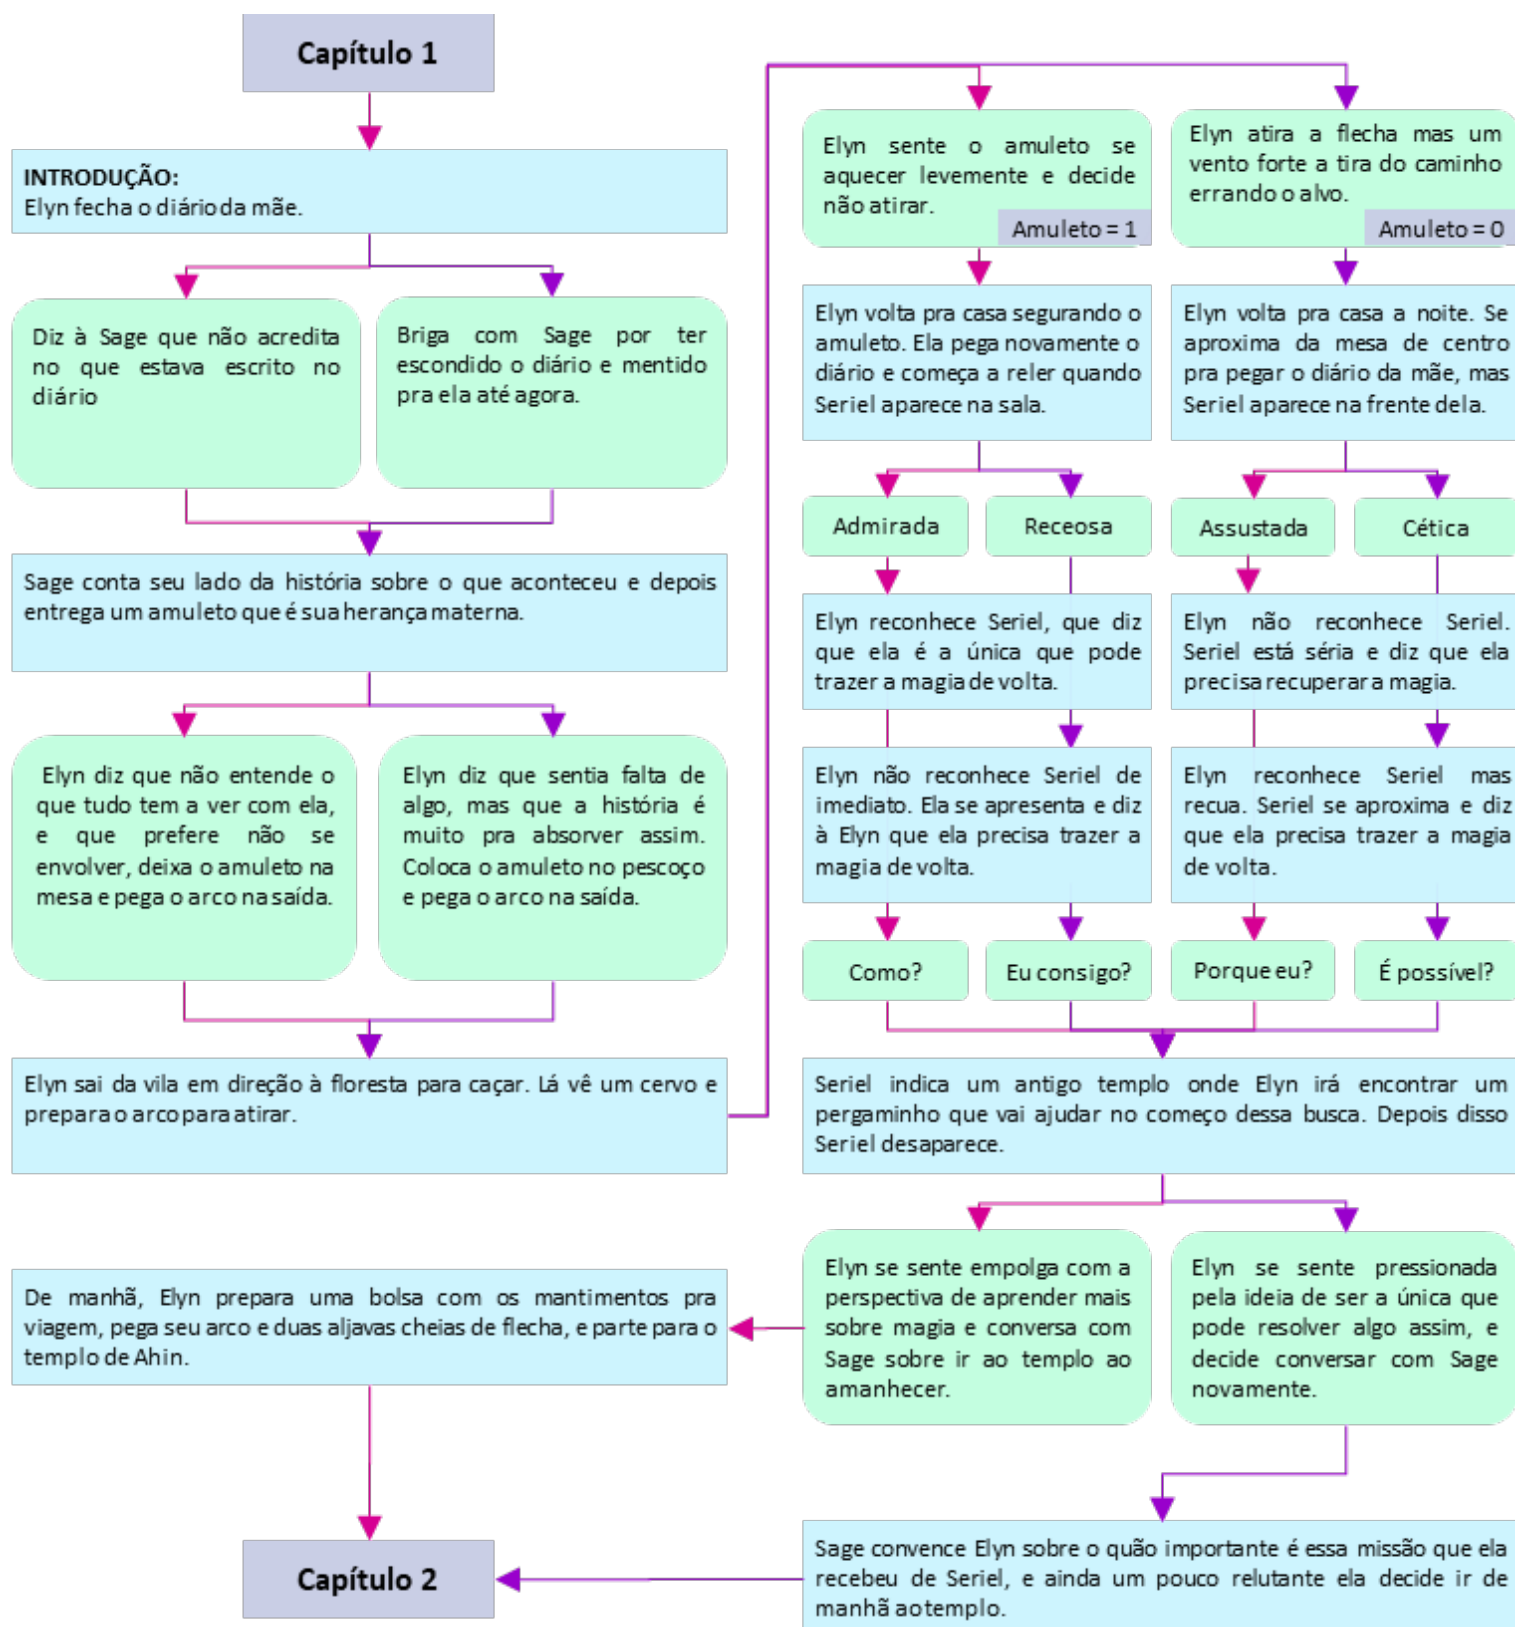 Capítulo 1
INTRODUÇÃO:
Elyn fecha o diário da mãe.
Diz à Sage que não acredita
no que estava escrito no
diário
Briga com Sage por ter
escondido o diário e mentido
pra ela até agora.
Sage conta seu lado da história sobre o que aconteceu e depois
entrega um amuleto que é sua herança materna.
Elyn diz que não entende o
que tudo tem a ver com ela,
e que prefere não se
envolver, deixa o amuleto na
mesa e pega o arco na saída.
Elyn diz que sentia falta de
algo, mas que a história é
muito pra absorver assim.
Coloca o amuleto no pescoço
e pega o arco na saída.
Elyn sai da vila em direção à floresta para caçar. Lá vê um cervo e
prepara o arco para atirar.
Elyn sente o amuleto se
aquecer levemente e decide
não atirar.
Amuleto = 1
Elyn atira a flecha mas um
vento forte a tira do caminho
errando o alvo.
Amuleto = 0
Elyn volta pra casa segurando o
amuleto. Ela pega novamente o
diário e começa a reler quando
Seriel aparece na sala.
Elyn volta pra casa a noite. Se
aproxima da mesa de centro
pra pegar o diário da mãe, mas
Seriel aparece na frente dela.
Admirada
Receosa
Assustada
Cética
Elyn reconhece Seriel, que diz
que ela é a única que pode
trazer a magia de volta.
Elyn não reconhece Seriel.
Seriel está séria e diz que ela
precisa recuperar a magia.
Elyn não reconhece Seriel de
imediato. Ela se apresenta e diz
à Elyn que ela precisa trazer a
magia de volta.
Elyn reconhece Seriel mas
recua. Seriel se aproxima e diz
que ela precisa trazer a magia
de volta.
Como?
Eu consigo?
Porque eu?
É possível?
Seriel indica um antigo templo onde Elyn irá encontrar um
pergaminho que vai ajudar no começo dessa busca. Depois disso
Seriel desaparece.
Elyn se sente empolga com a
perspectiva de aprender mais
sobre magia e conversa com
Sage sobre ir ao templo ao
amanhecer.
Elyn se sente pressionada
pela ideia de ser a única que
pode resolver algo assim, e
decide conversar com Sage
novamente.
De manhã, Elyn prepara uma bolsa com os mantimentos pra
viagem, pega seu arco e duas aljavas cheias de flecha, e parte para o
templo de Ahin.
Sage convence Elyn sobre o quão importante é essa missão que ela
recebeu de Seriel, e ainda um pouco relutante ela decide ir de
manhã ao templo.
Capítulo 2